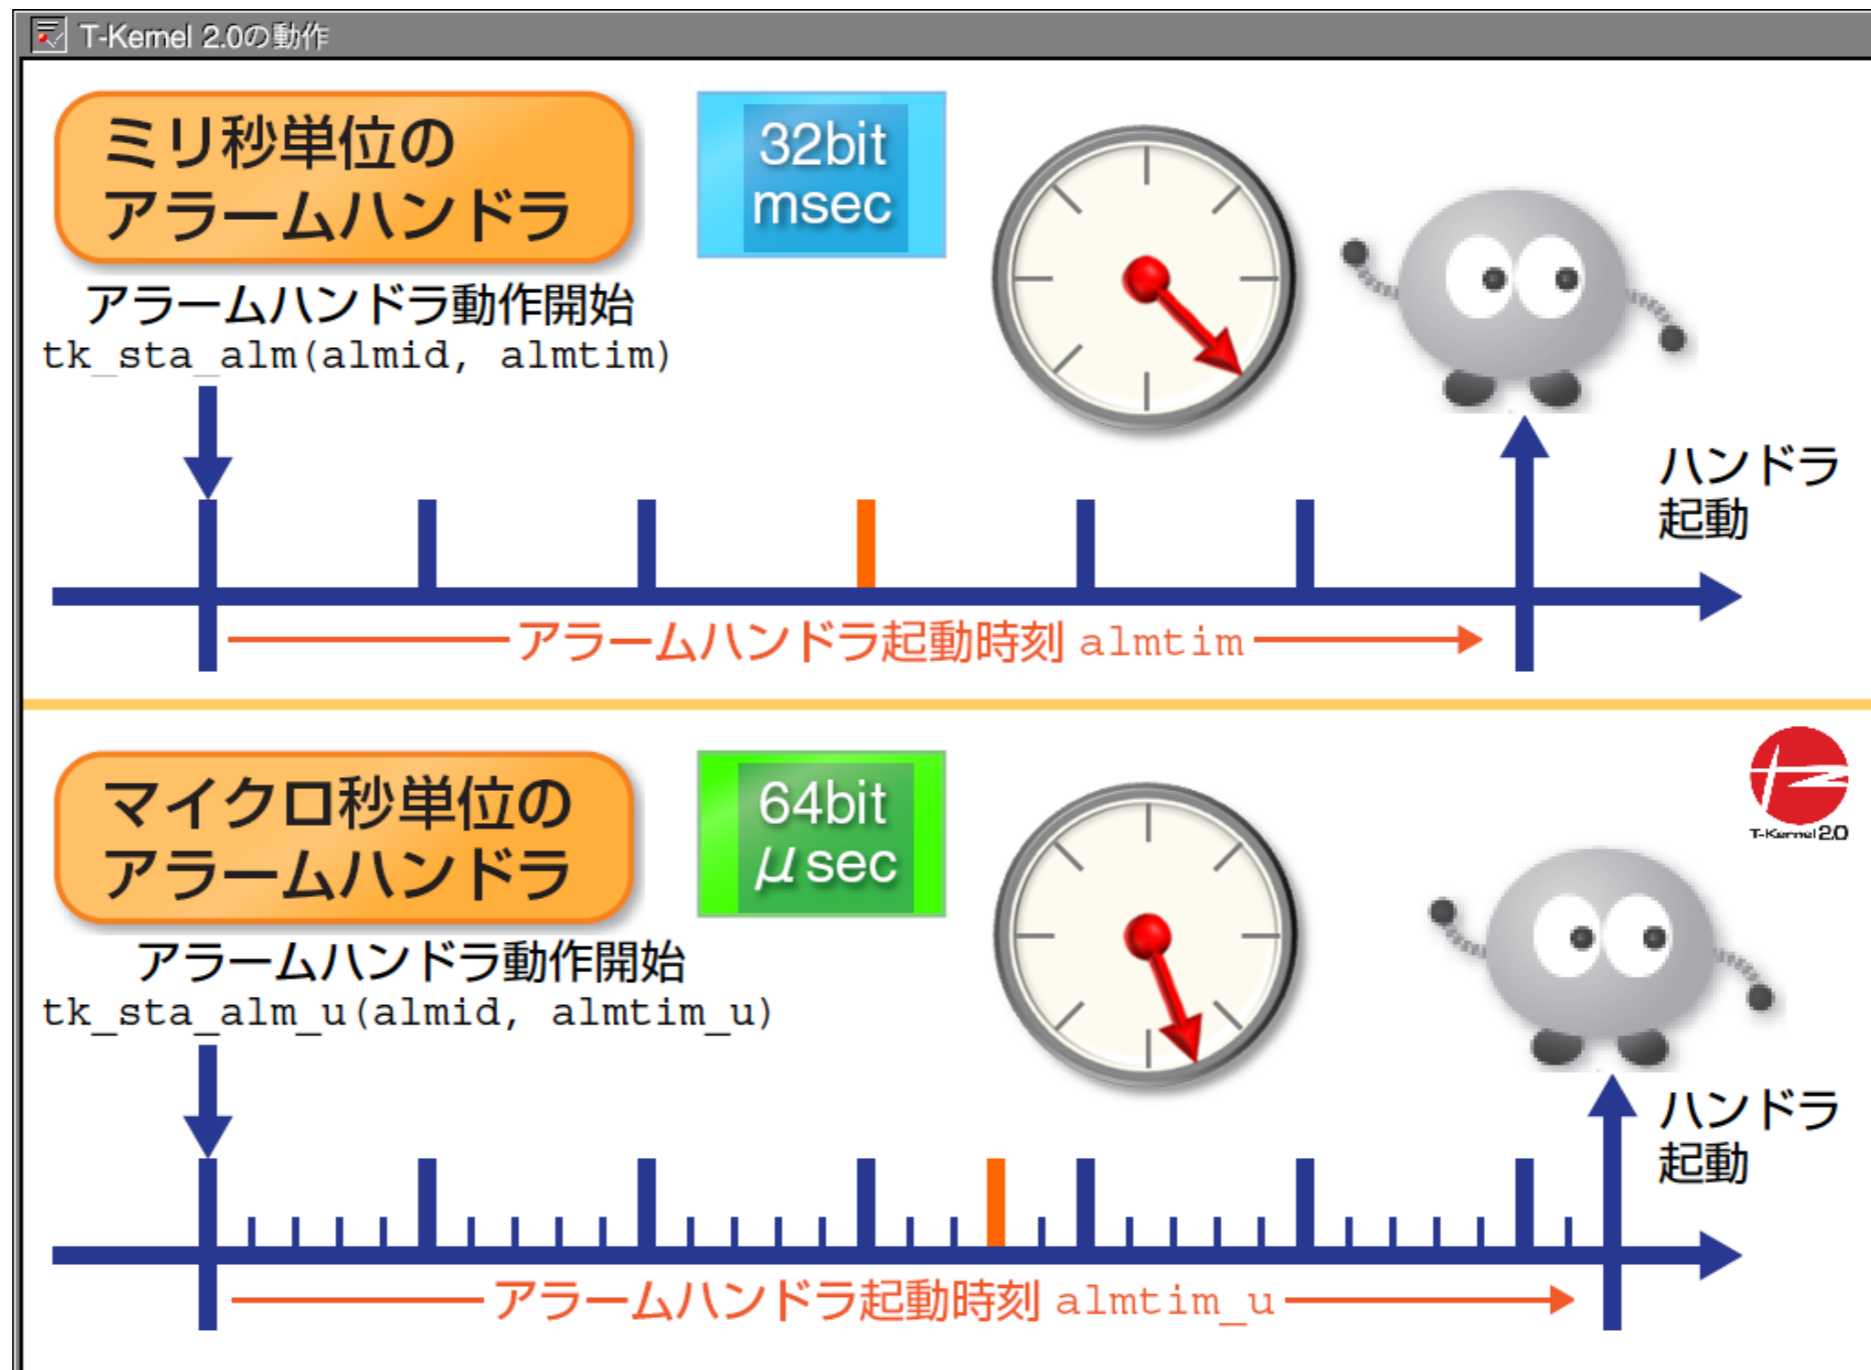 T-Kernel 2.0の動作
ミリ秒単位の
アラームハンドラ
32bit
msec
アラームハンドラ動作開始
tk_sta_alm(almid, almtim)
ハンドラ
起動
アラームハンドラ起動時刻 almtim
マイクロ秒単位の
アラームハンドラ
64bit
μsec
T-Kernel 2.0
アラームハンドラ動作開始
tk_sta_alm_u(almid, almtim_u)
ハンドラ
起動
アラームハンドラ起動時刻 almtim_u